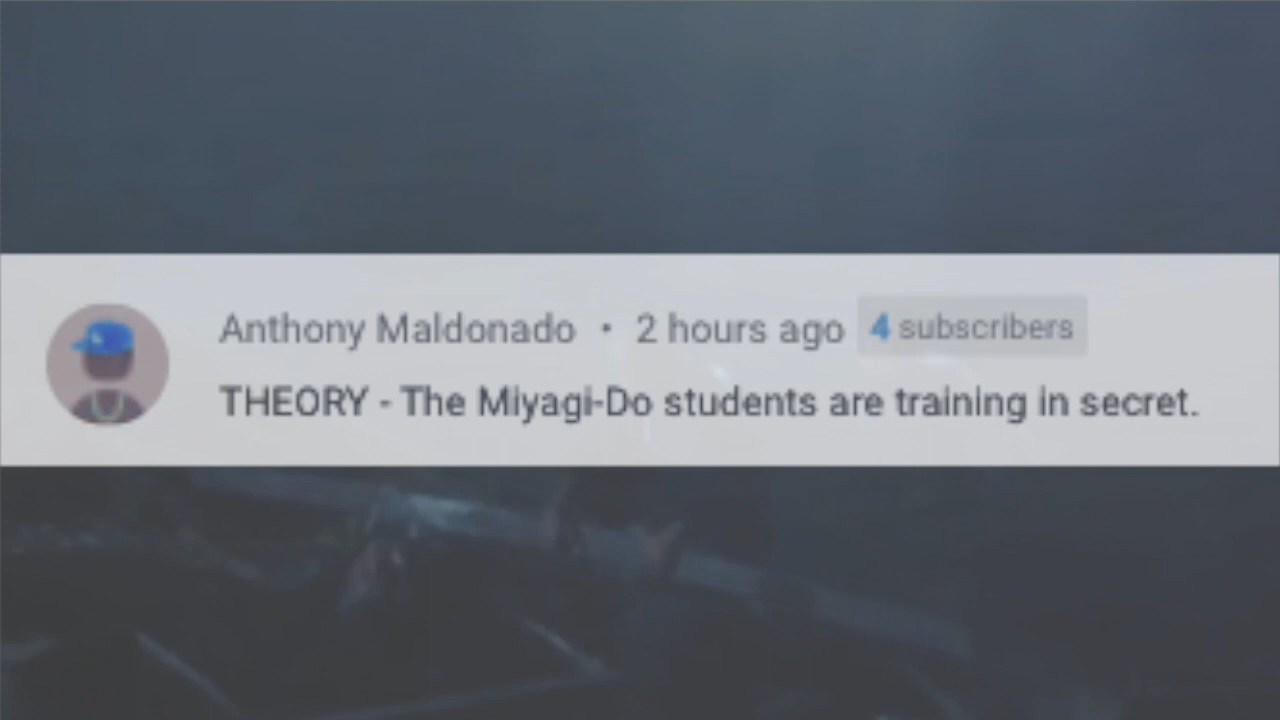 Anthony Maldonado • 2 hours ago 4 subscribers
THEORY - The Miyagi-Do students are training in secret.